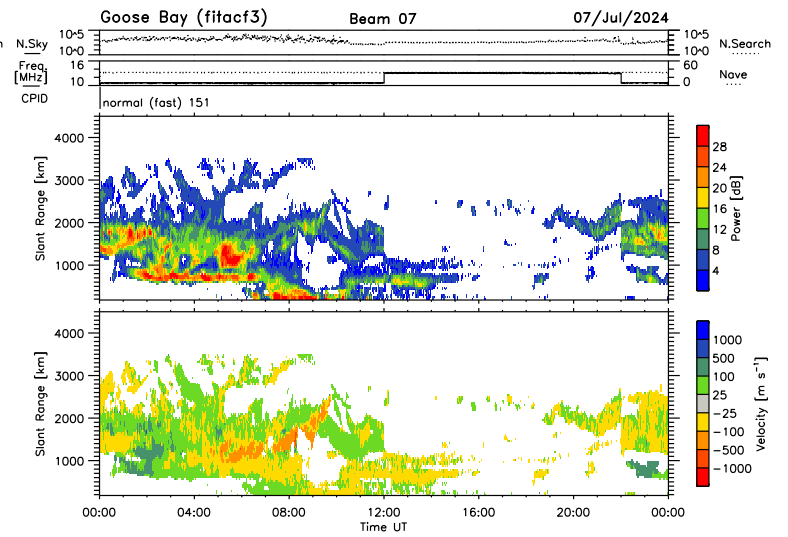 Goose Bay (fitacf3) Beam 07 07/Jul/2024
n N.Sky 10^5 10^0 10^5 10^0 N.Search
Freq. [MHz] 16 10 60 0 Nave
CPID normal (fast) 151
Slant Range [km] 4000 3000 2000 1000
28 24 20 16 12 8 4 Power [dB]
Slant Range [km] 4000 3000 2000 1000
1000 500 100 25 −25 −100 −500 −1000 Velocity [m s⁻¹]
00:00 04:00 08:00 12:00 16:00 20:00 00:00
Time UT